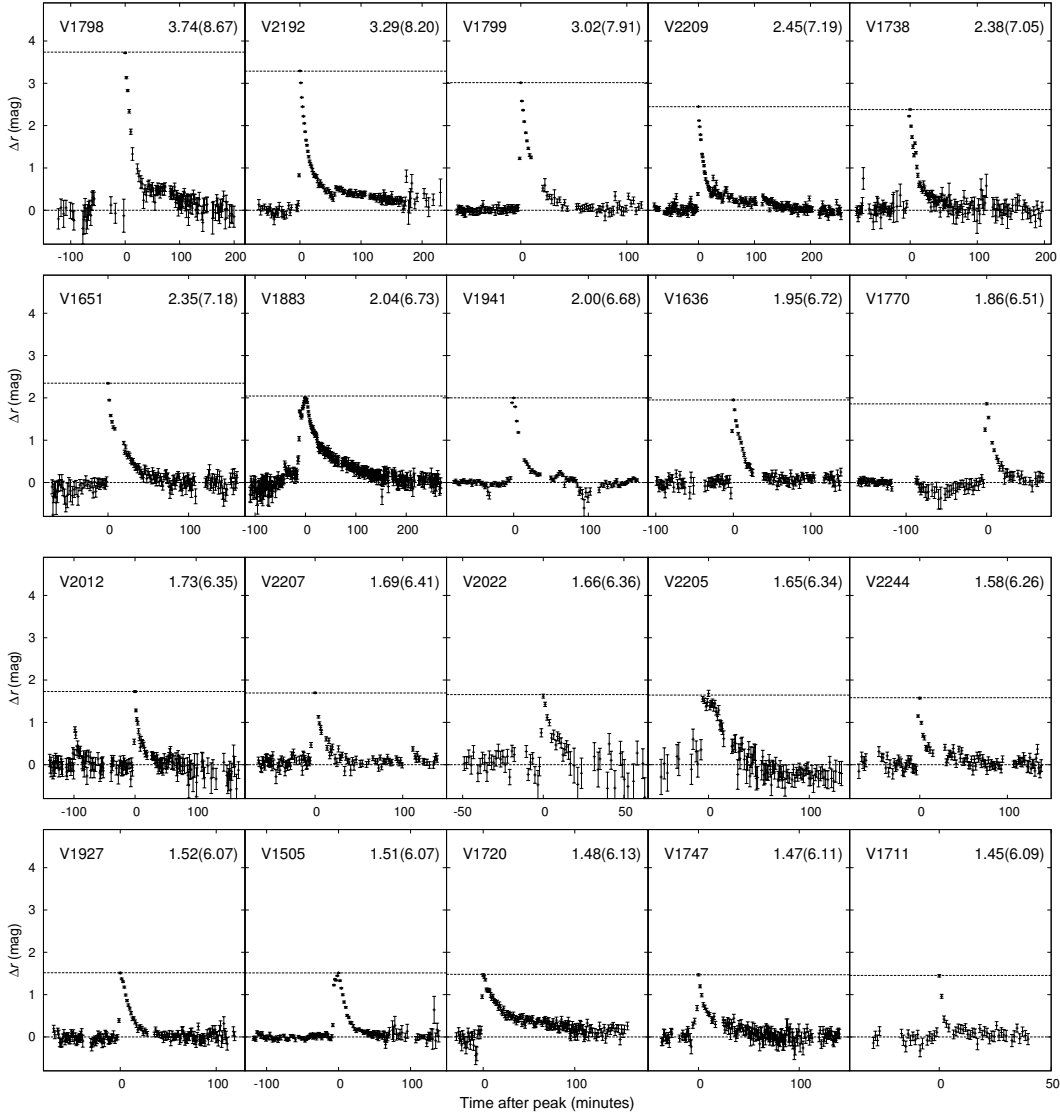 V1798 3.74(8.67) V2192 3.29(8.20) V1799 3.02(7.91) V2209 2.45(7.19) V1738 2.38(7.05)
4
3
2
1
0
Δr (mag)
-100 0 100 200 0 100 200 0 100 0 100 200 0 100 200
V1651 2.35(7.18) V1883 2.04(6.73) V1941 2.00(6.68) V1636 1.95(6.72) V1770 1.86(6.51)
4
3
2
1
0
Δr (mag)
0 100 -100 0 100 200 0 100 -100 0 100 -100 0
V2012 1.73(6.35) V2207 1.69(6.41) V2022 1.66(6.36) V2205 1.65(6.34) V2244 1.58(6.26)
4
3
2
1
0
Δr (mag)
-100 0 100 0 100 -50 0 50 0 100 0 100
V1927 1.52(6.07) V1505 1.51(6.07) V1720 1.48(6.13) V1747 1.47(6.11) V1711 1.45(6.09)
4
3
2
1
0
Δr (mag)
0 100 -100 0 100 0 100 0 100 0 50
Time after peak (minutes)